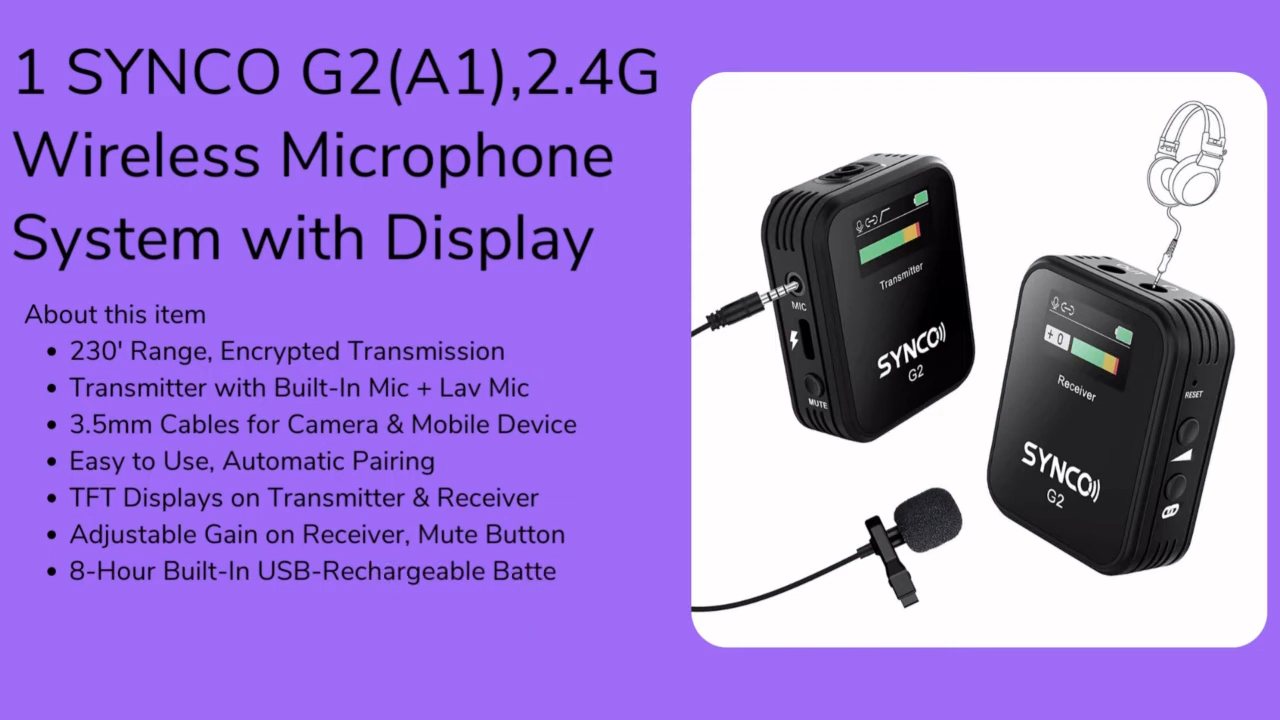 1 SYNCO G2(A1),2.4G
Wireless Microphone
System with Display
About this item
• 230' Range, Encrypted Transmission
• Transmitter with Built-In Mic + Lav Mic
• 3.5mm Cables for Camera & Mobile Device
• Easy to Use, Automatic Pairing
• TFT Displays on Transmitter & Receiver
• Adjustable Gain on Receiver, Mute Button
• 8-Hour Built-In USB-Rechargeable Batte
Transmitter
MIC
SYNCO
G2
MUTE
+0
Receiver
RESET
SYNCO
G2